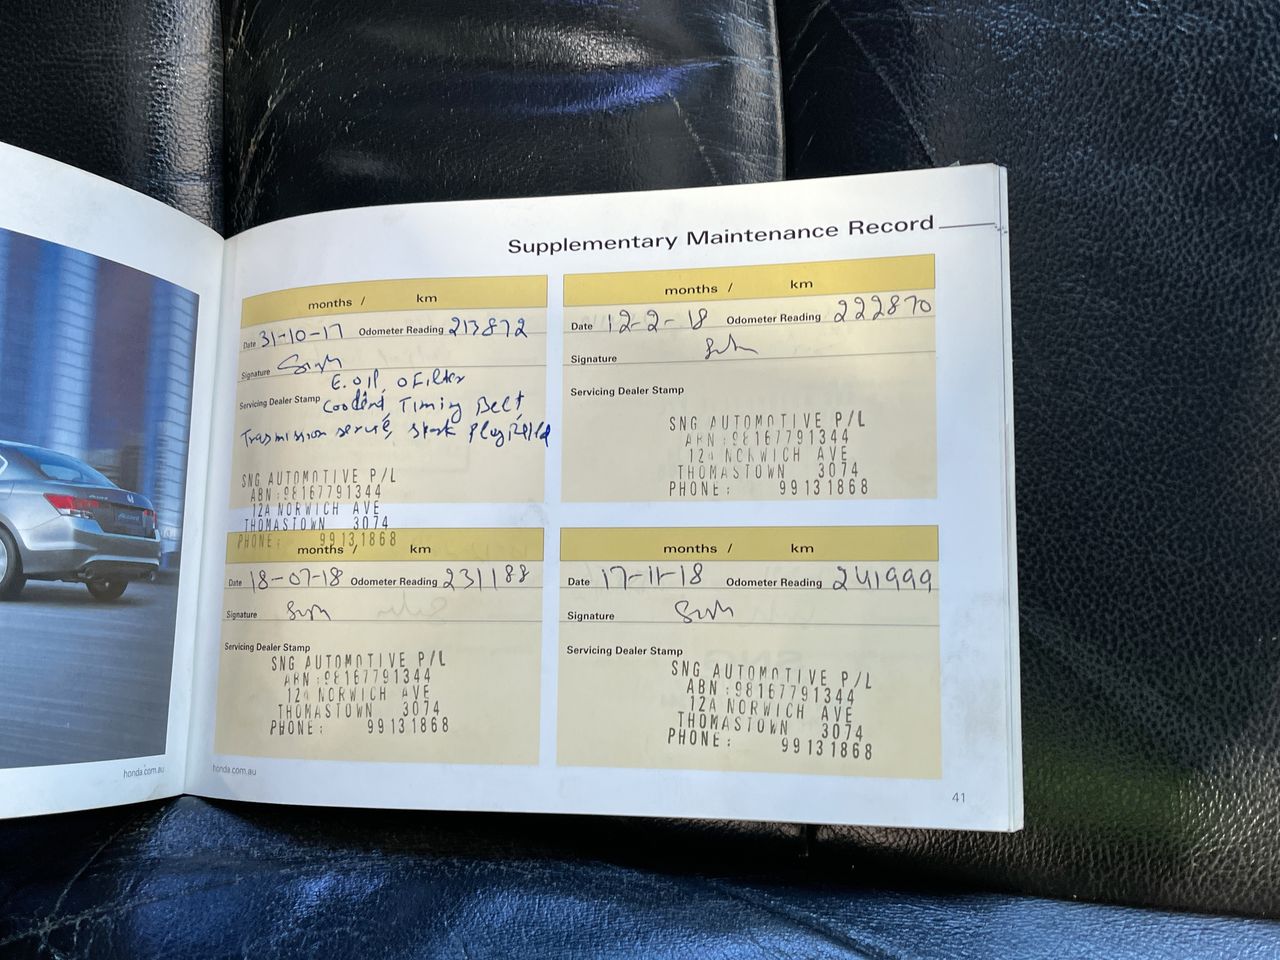 Supplementary Maintenance Record
months / km
Date 31-10-17 Odometer Reading 213872
Signature
E.oil, oFilter
Servicing Dealer Stamp Coolent, Timing Belt,
Trasmission servie, spark plug
SNG AUTOMOTIVE P/L
ABN:98167791344
12A NORWICH AVE
THOMASTOWN 3074
PHONE: 99131868
months / km
Date 12-2-18 Odometer Reading 222870
Signature
Servicing Dealer Stamp
SNG AUTOMOTIVE P/L
ABN:98167791344
12A NORWICH AVE
THOMASTOWN 3074
PHONE: 99131868
months / km
Date 18-07-18 Odometer Reading 231188
Signature
Servicing Dealer Stamp
SNG AUTOMOTIVE P/L
ABN:98167791344
12A NORWICH AVE
THOMASTOWN 3074
PHONE: 99131868
months / km
Date 17-11-18 Odometer Reading 241999
Signature
Servicing Dealer Stamp
SNG AUTOMOTIVE P/L
ABN:98167791344
12A NORWICH AVE
THOMASTOWN 3074
PHONE: 99131868
honda.com.au
honda.com.au
41